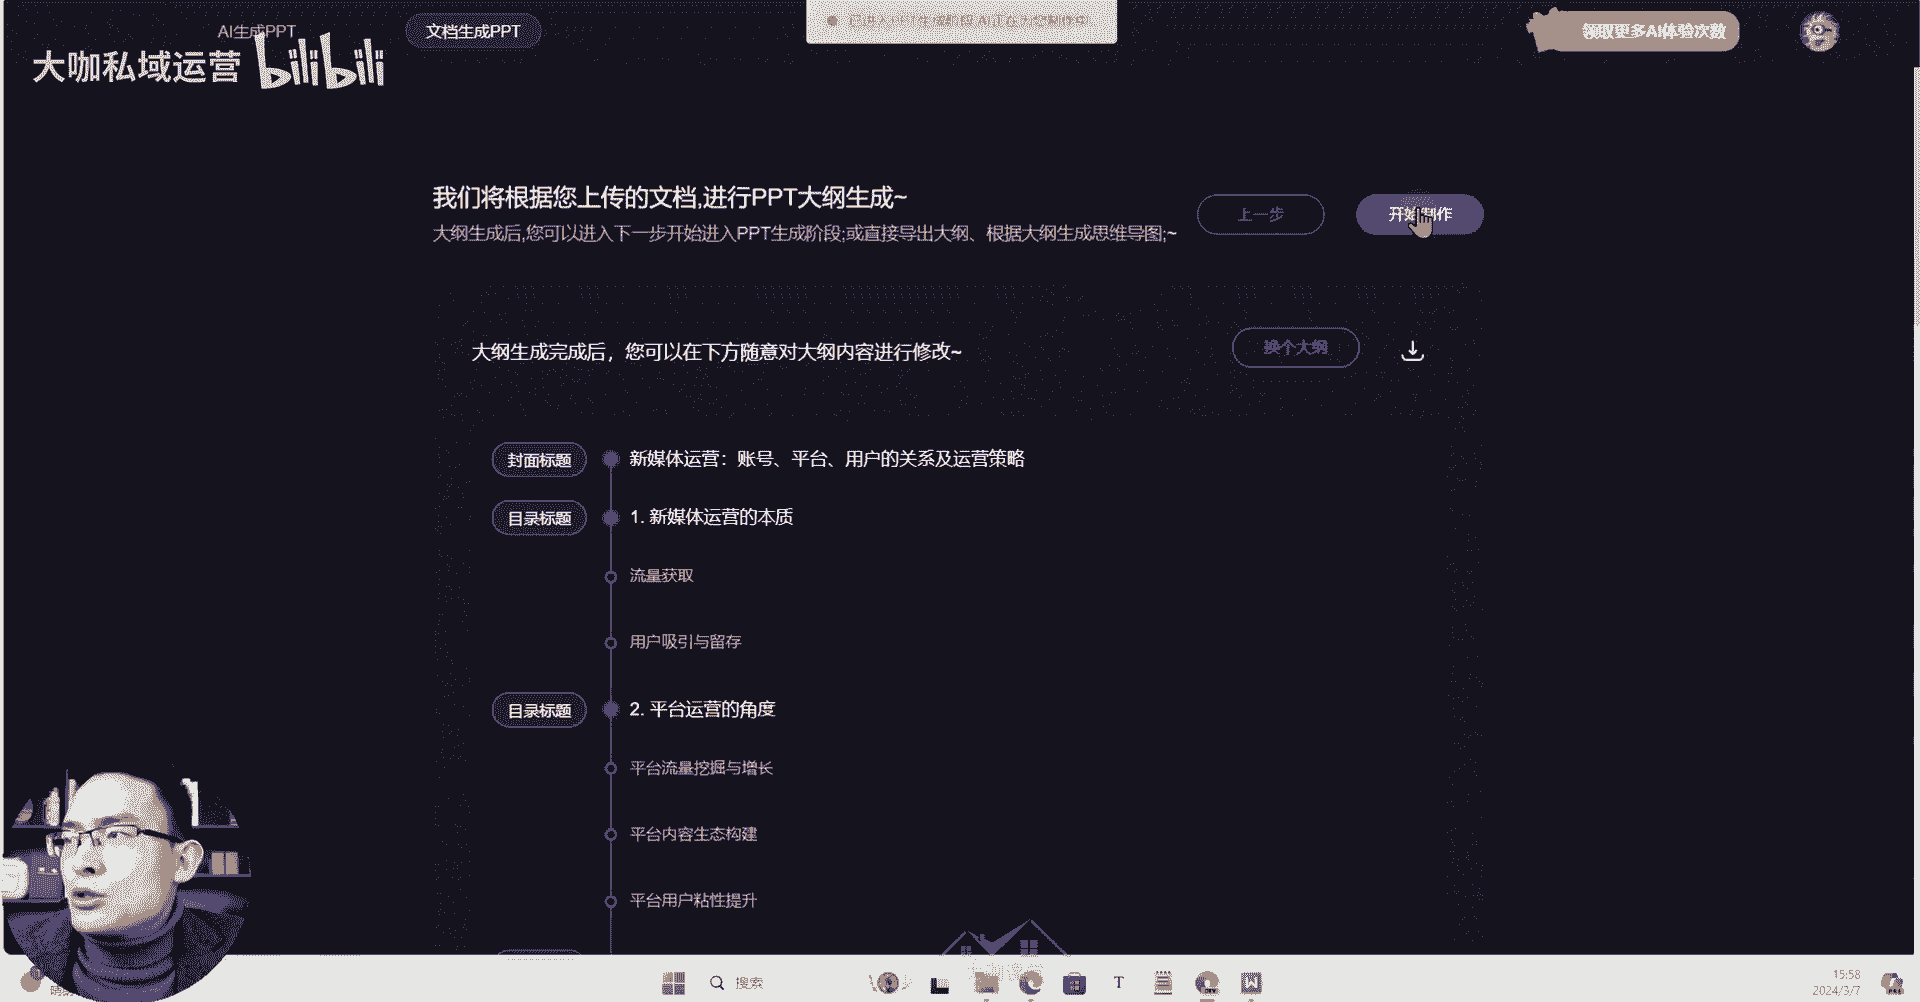 AI生成PPT
文档生成PPT
领取更多AI体验次数
大咖私域运营 bilibili
我们将根据您上传的文档,进行PPT大纲生成~
大纲生成后,您可以进入下一步开始进入PPT生成阶段;或直接导出大纲、根据大纲生成思维导图;~
上一步
开始制作
大纲生成完成后，您可以在下方随意对大纲内容进行修改~
换个大纲
封面标题
新媒体运营：账号、平台、用户的关系及运营策略
目录标题
1. 新媒体运营的本质
流量获取
用户吸引与留存
目录标题
2. 平台运营的角度
平台流量挖掘与增长
平台内容生态构建
平台用户粘性提升
搜索
15:58
2024/3/7